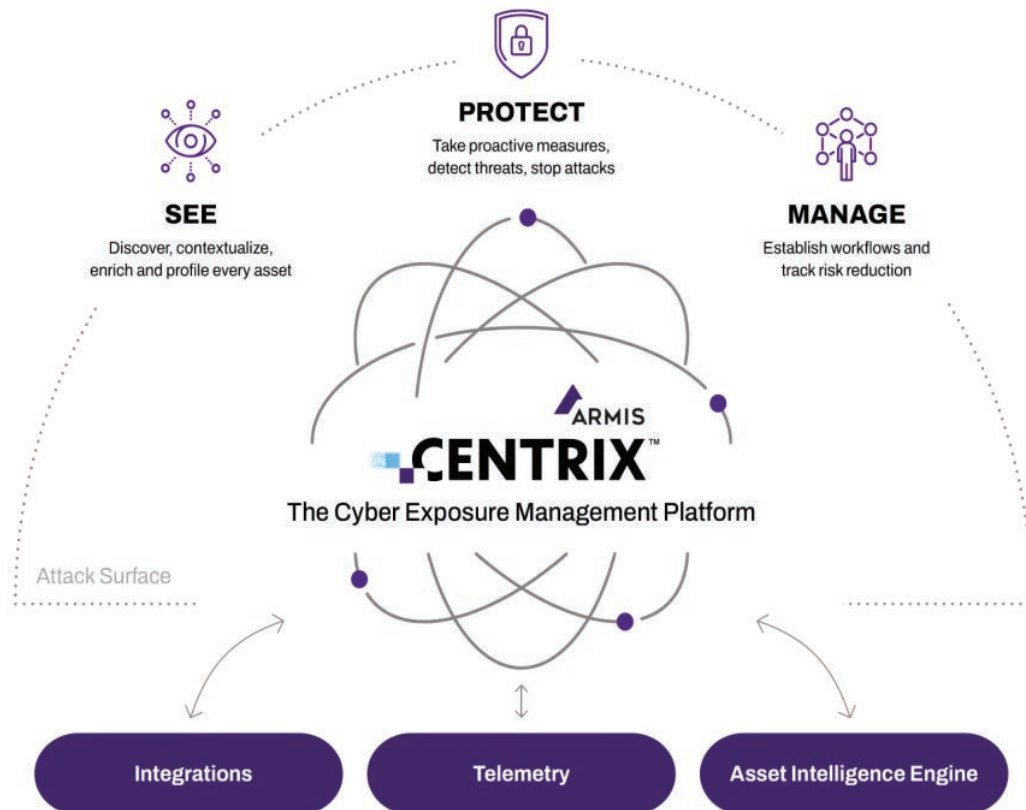 PROTECT
Take proactive measures,
detect threats, stop attacks
SEE
Discover, contextualize,
enrich and profile every asset
MANAGE
Establish workflows and
track risk reduction
ARMIS
CENTRIX™
The Cyber Exposure Management Platform
Attack Surface
Integrations
Telemetry
Asset Intelligence Engine